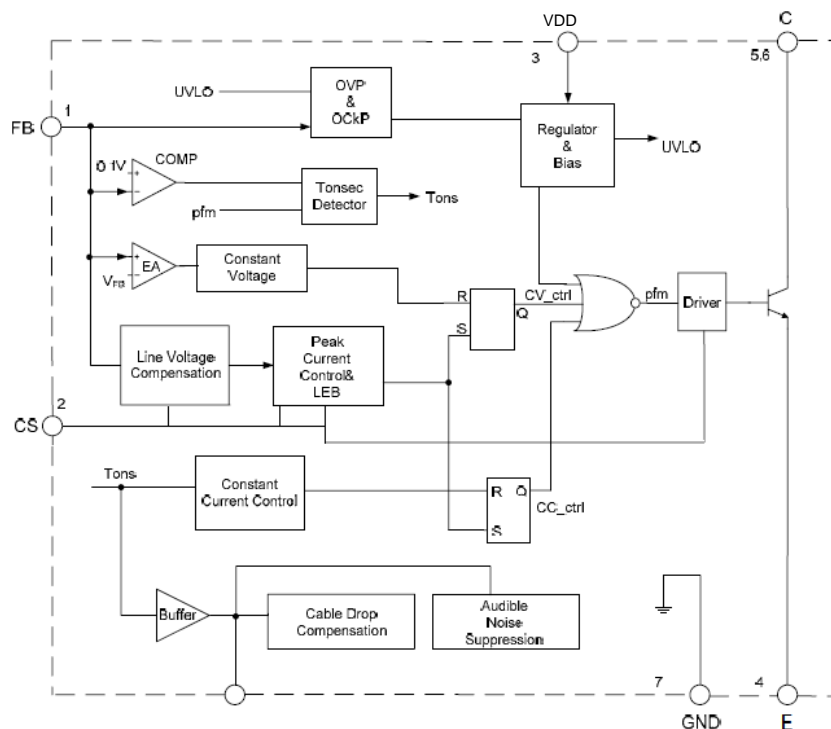 VDD
C
3
5,6
UVLO
OVP
&
OCkP
1
FB
Regulator
&
Bias
UVLO
0.1V
+
−
COMP
Tonsec
Detector
Tons
pfm
+
−
EA
VFB
Constant
Voltage
R
S
Q
CV_ctrl
pfm
Driver
Line Voltage
Compensation
Peak
Current
Control&
LEB
2
CS
Tons
Constant
Current Control
R
Q
S
CC_ctrl
Buffer
Cable Drop
Compensation
Audible
Noise
Suppression
7
4
GND
E